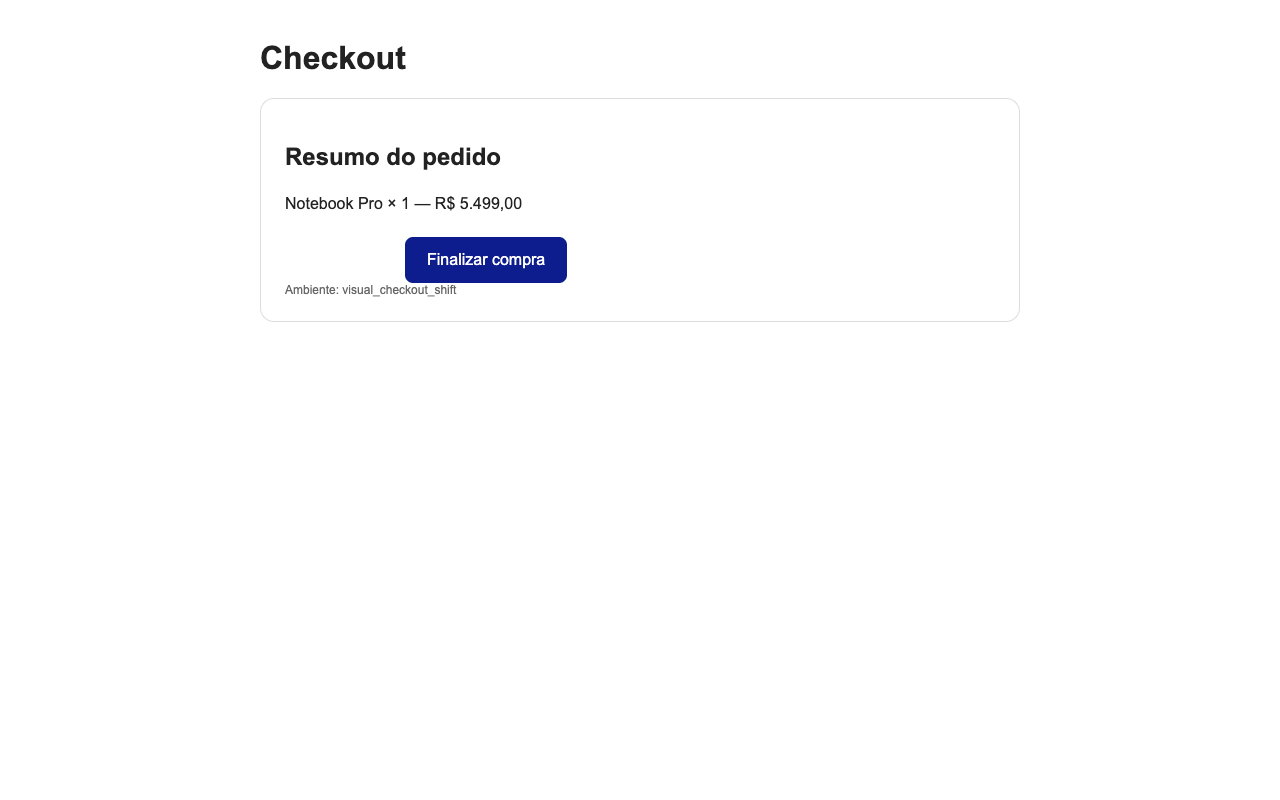 Checkout
Resumo do pedido
Notebook Pro × 1 — R$ 5.499,00
Finalizar compra
Ambiente: visual_checkout_shift